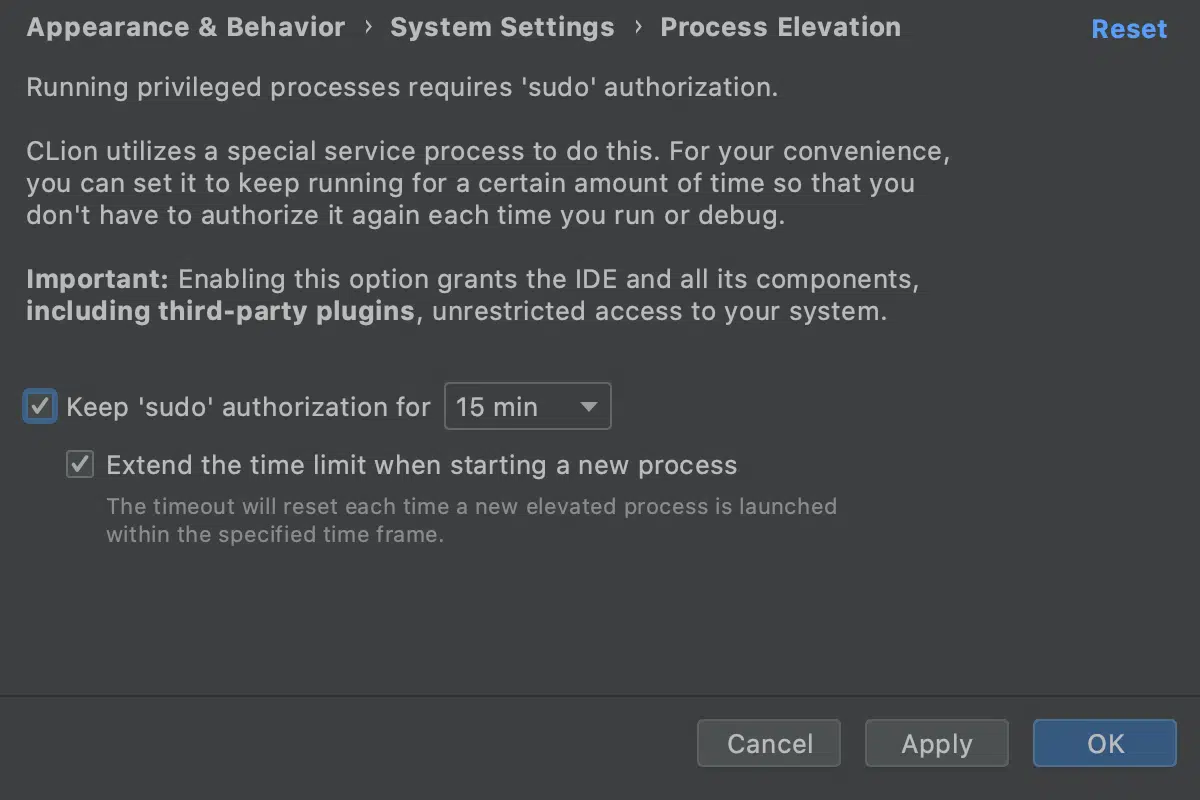 Appearance & Behavior › System Settings › Process Elevation
Reset
Running privileged processes requires 'sudo' authorization.
CLion utilizes a special service process to do this. For your convenience,
you can set it to keep running for a certain amount of time so that you
don't have to authorize it again each time you run or debug.
Important: Enabling this option grants the IDE and all its components,
including third-party plugins, unrestricted access to your system.
Keep 'sudo' authorization for 15 min
Extend the time limit when starting a new process
The timeout will reset each time a new elevated process is launched
within the specified time frame.
Cancel Apply OK